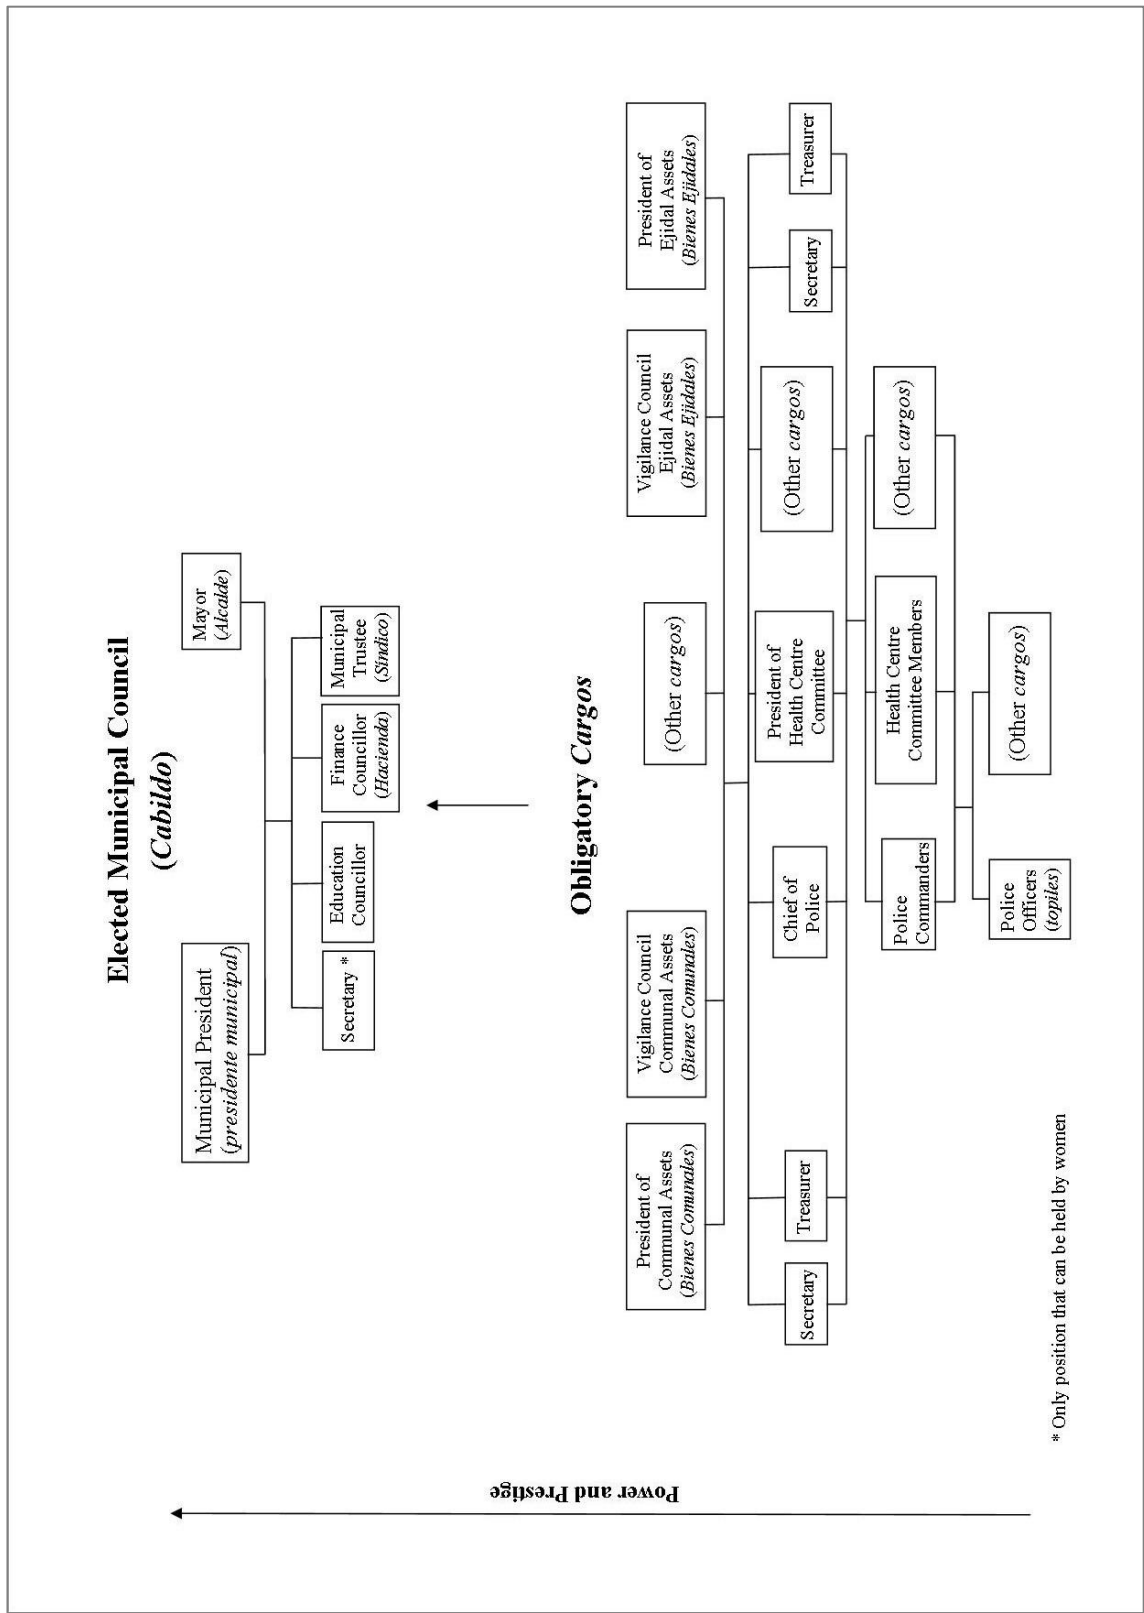 Elected Municipal Council
(Cabildo)
Municipal President
(presidente municipal)
Mayor
(Alcalde)
Secretary *
Education
Councillor
Finance
Councillor
(Hacienda)
Municipal
Trustee
(Síndico)
Obligatory Cargos
President of
Communal Assets
(Bienes Comunales)
Vigilance Council
Communal Assets
(Bienes Comunales)
(Other cargos)
Vigilance Council
Ejidal Assets
(Bienes Ejidales)
President of
Ejidal Assets
(Bienes Ejidales)
Secretary
Treasurer
Chief of
Police
President of
Health Centre
Committee
(Other cargos)
Secretary
Treasurer
Police
Commanders
Health Centre
Committee Members
(Other cargos)
Police
Officers
(topiles)
(Other cargos)
Power and Prestige
* Only position that can be held by women